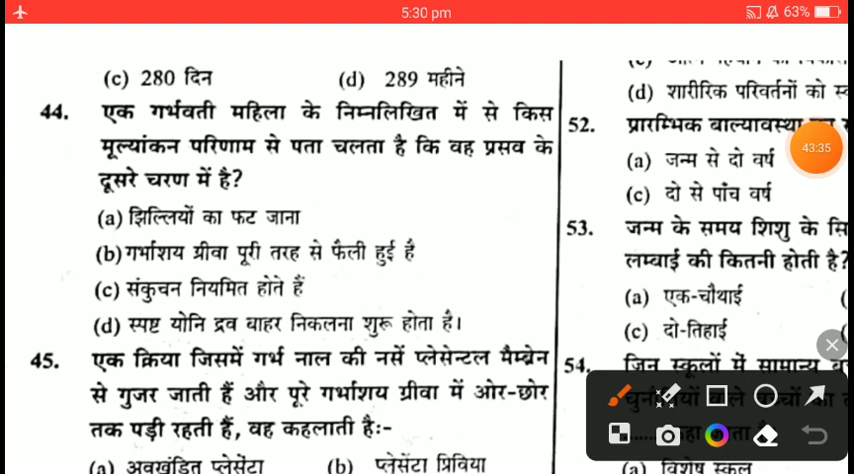 5:30 pm
63%
(c) 280 दिन (d) 289 महीने
44. एक गर्भवती महिला के निम्नलिखित में से किस
मूल्यांकन परिणाम से पता चलता है कि वह प्रसव के
दूसरे चरण में है?
(a) झिल्लियों का फट जाना
(b) गर्भाशय ग्रीवा पूरी तरह से फैली हुई है
(c) संकुचन नियमित होते हैं
(d) स्पष्ट योनि द्रव बाहर निकलना शुरू होता है।
45. एक क्रिया जिसमें गर्भ नाल की नसें प्लेसेन्टल मैम्ब्रेन
से गुजर जाती हैं और पूरे गर्भाशय ग्रीवा में ओर-छोर
तक पड़ी रहती हैं, वह कहलाती है:-
(a) अवखंडित प्लेसेंटा (b) प्लेसेंटा प्रिविया
(d) शारीरिक परिवर्तनों को
52. प्रारम्भिक बाल्यावस्था
43:35
(a) जन्म से दो वर्ष
(c) दो से पाँच वर्ष
53. जन्म के समय शिशु के
लम्बाई की कितनी होती है?
(a) एक-चौथाई
(c) दो-तिहाई
54. जिन स्कूलों में सामान्य
(a) विशेष स्कूल